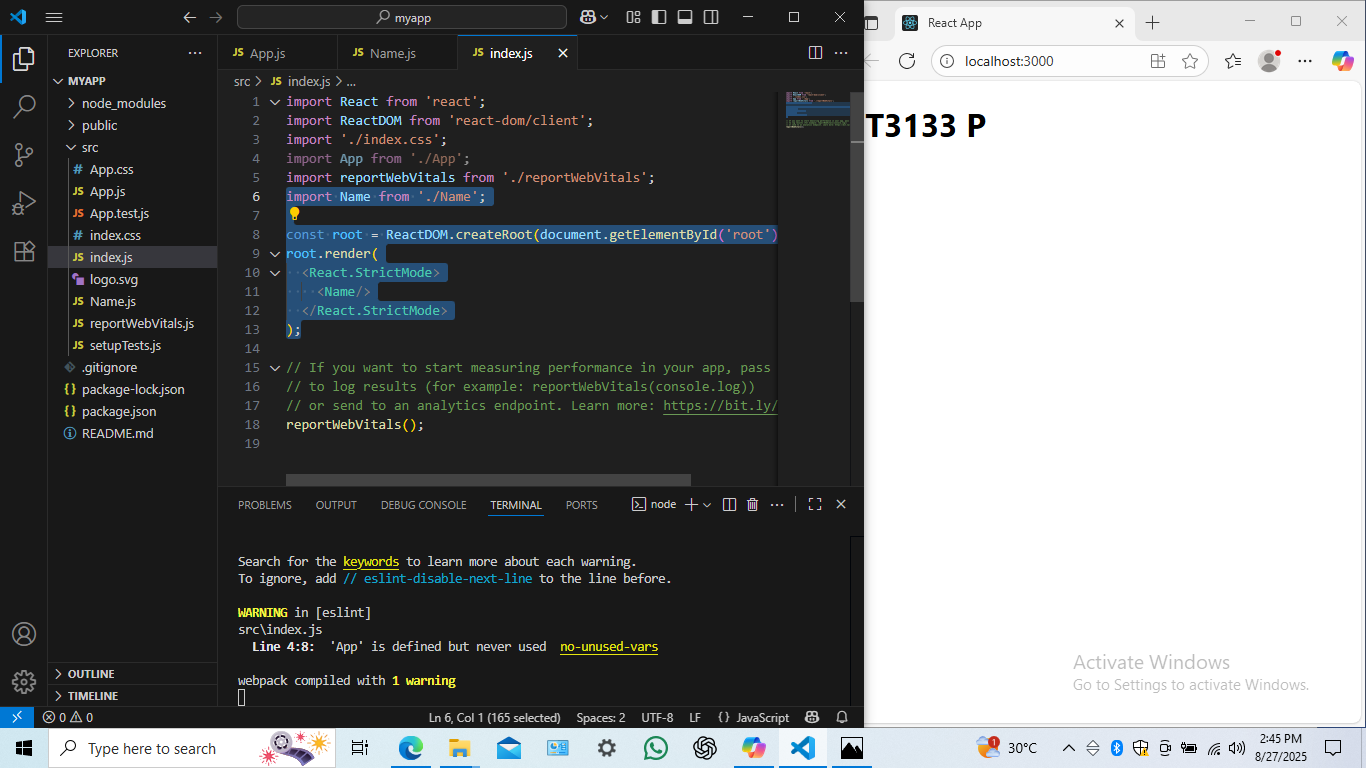 myapp
React App
localhost:3000
EXPLORER
JS App.js
JS Name.js
JS index.js
src > JS index.js > ...
MYAPP
node_modules
public
src
# App.css
JS App.js
JS App.test.js
# index.css
JS index.js
logo.svg
JS Name.js
JS reportWebVitals.js
JS setupTests.js
.gitignore
{} package-lock.json
{} package.json
README.md
OUTLINE
TIMELINE
1 import React from 'react';
2 import ReactDOM from 'react-dom/client';
3 import './index.css';
4 import App from './App';
5 import reportWebVitals from './reportWebVitals';
6 import Name from './Name';
7
8 const root = ReactDOM.createRoot(document.getElementById('root')
9 root.render(
10 <React.StrictMode>
11 <Name/>
12 </React.StrictMode>
13 );
14
15 // If you want to start measuring performance in your app, pass
16 // to log results (for example: reportWebVitals(console.log))
17 // or send to an analytics endpoint. Learn more: https://bit.ly/
18 reportWebVitals();
19
PROBLEMS OUTPUT DEBUG CONSOLE TERMINAL PORTS node
Search for the keywords to learn more about each warning.
To ignore, add // eslint-disable-next-line to the line before.
WARNING in [eslint]
src\index.js
Line 4:8: 'App' is defined but never used no-unused-vars
webpack compiled with 1 warning
0 0 Ln 6, Col 1 (165 selected) Spaces: 2 UTF-8 LF {} JavaScript
T3133 P
Activate Windows
Go to Settings to activate Windows.
Type here to search
1
30°C
2:45 PM
8/27/2025